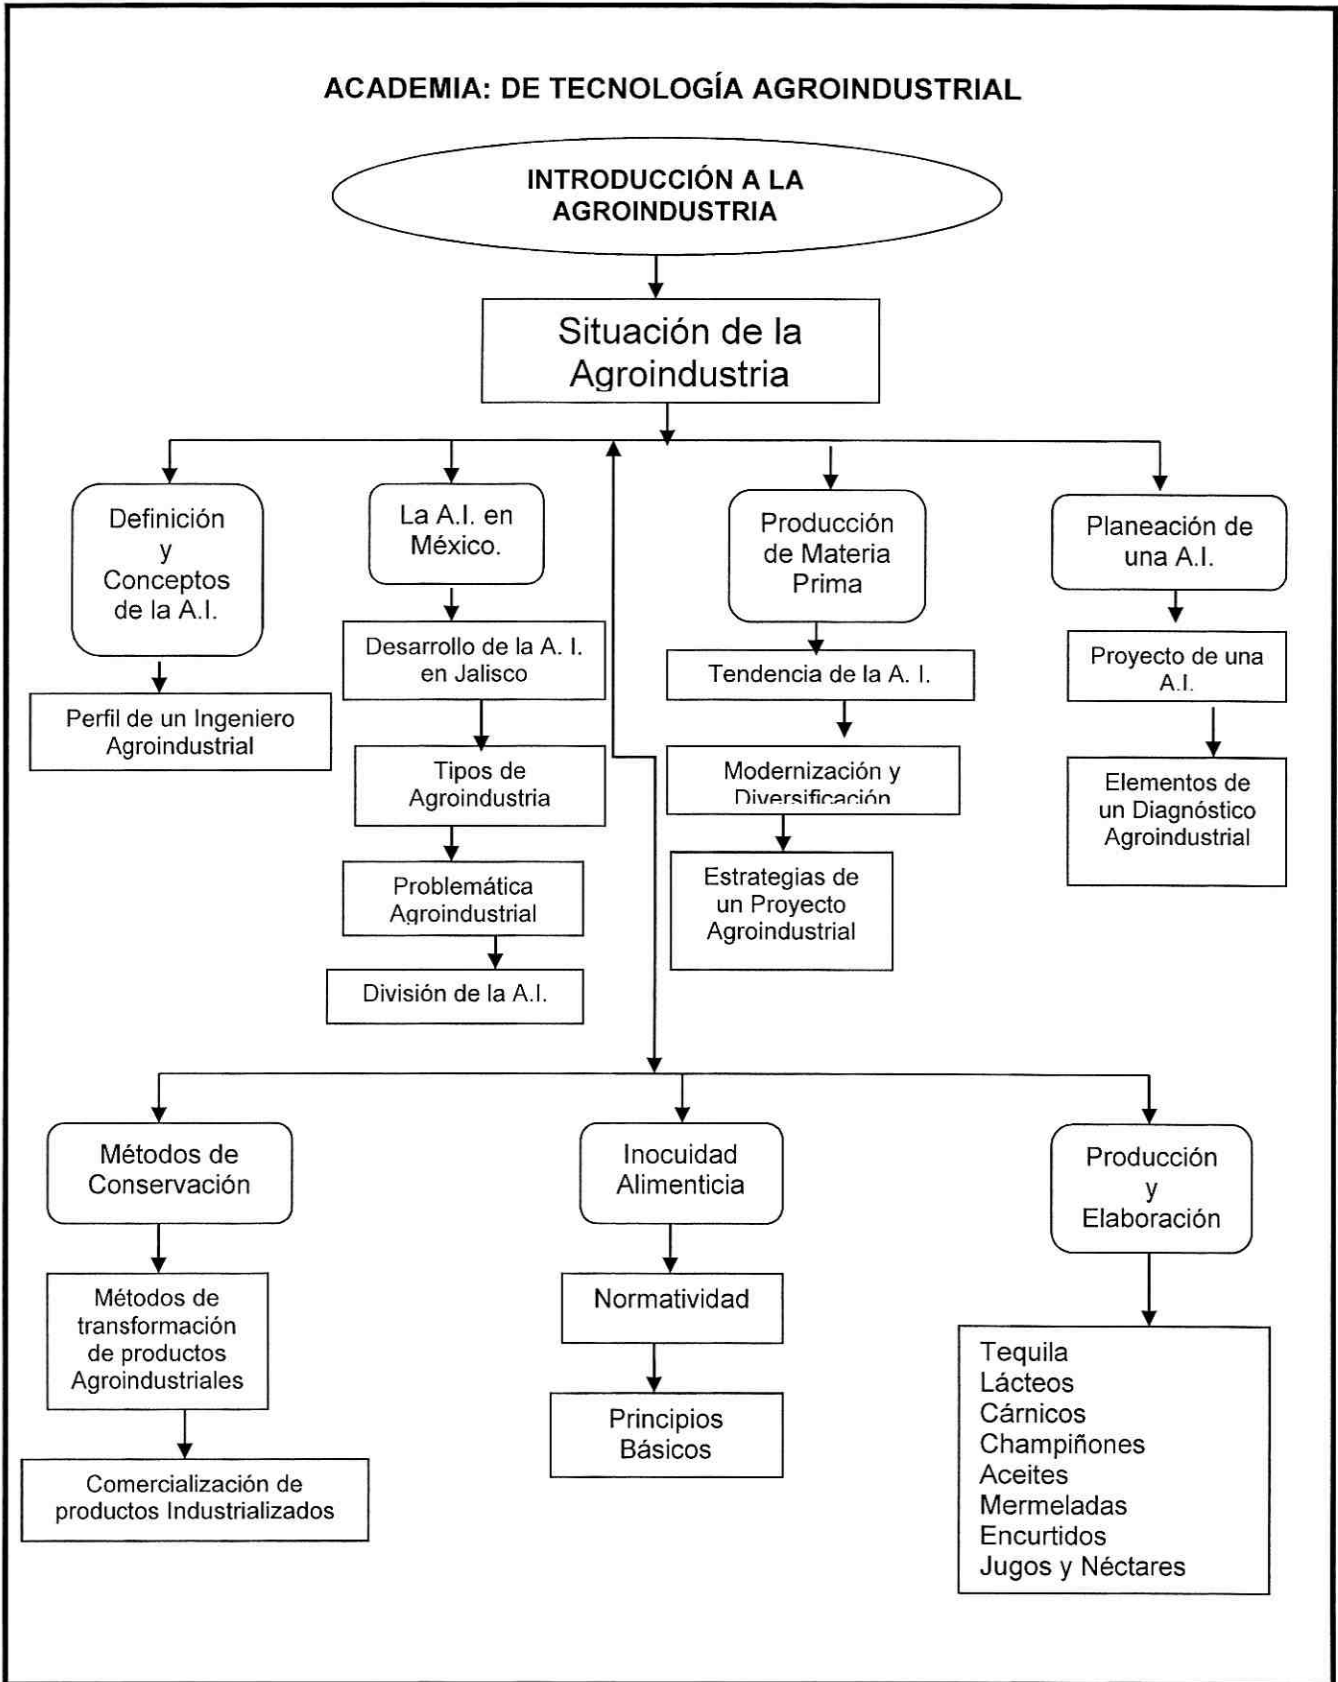 ACADEMIA: DE TECNOLOGÍA AGROINDUSTRIAL
INTRODUCCIÓN A LA
AGROINDUSTRIA
Situación de la
Agroindustria
Definición
y
Conceptos
de la A.I.
Perfil de un Ingeniero
Agroindustrial
La A.I. en
México.
Desarrollo de la A. I.
en Jalisco
Tipos de
Agroindustria
Problemática
Agroindustrial
División de la A.I.
Producción
de Materia
Prima
Tendencia de la A. I.
Modernización y
Diversificación
Estrategias de
un Proyecto
Agroindustrial
Planeación de
una A.I.
Proyecto de una
A.I.
Elementos de
un Diagnóstico
Agroindustrial
Métodos de
Conservación
Métodos de
transformación
de productos
Agroindustriales
Comercialización de
productos Industrializados
Inocuidad
Alimenticia
Normatividad
Principios
Básicos
Producción
y
Elaboración
Tequila
Lácteos
Cárnicos
Champiñones
Aceites
Mermeladas
Encurtidos
Jugos y Néctares